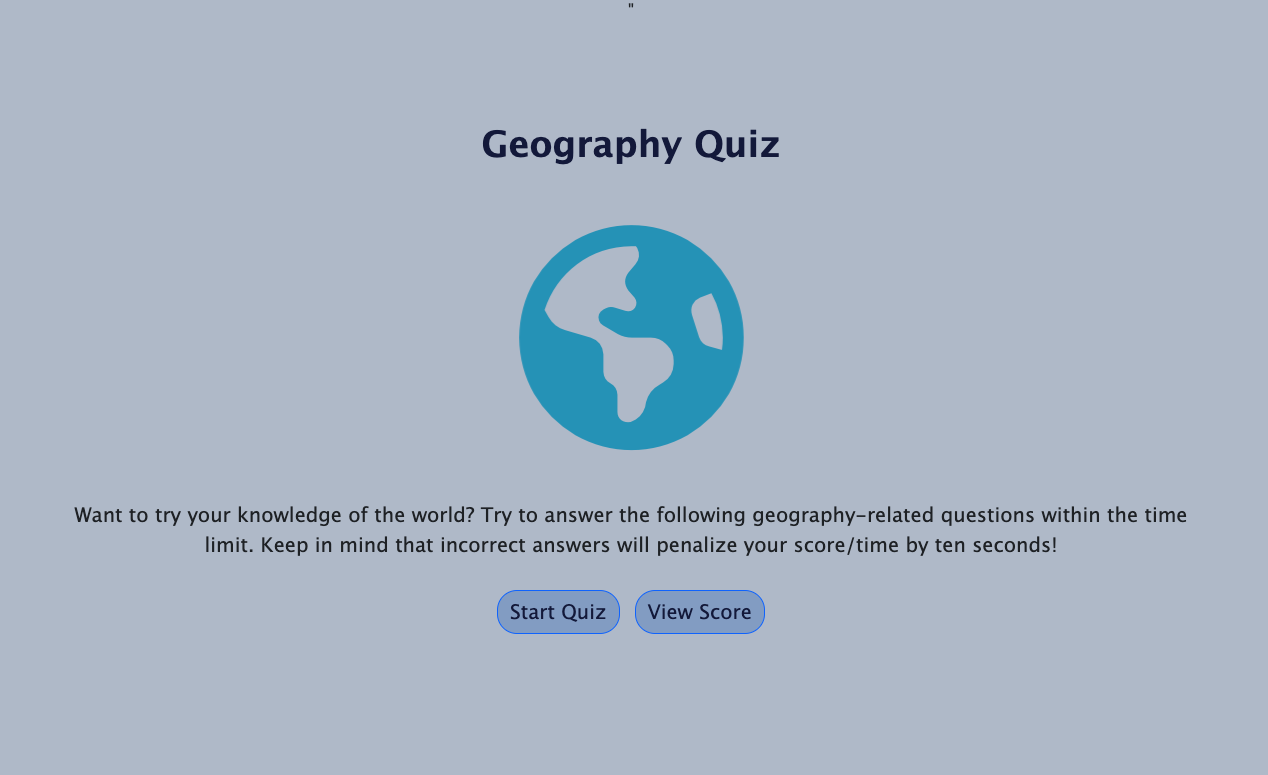 "
Geography Quiz
Want to try your knowledge of the world? Try to answer the following geography-related questions within the time
limit. Keep in mind that incorrect answers will penalize your score/time by ten seconds!
Start Quiz View Score